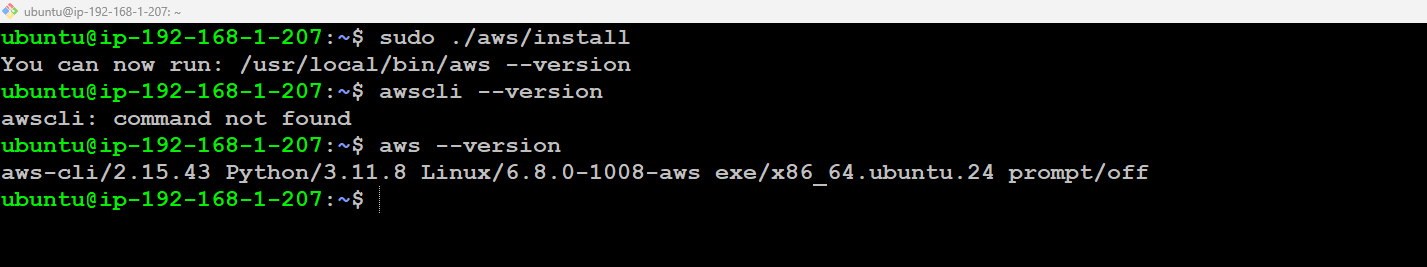 ubuntu@ip-192-168-1-207: ~
ubuntu@ip-192-168-1-207:~$ sudo ./aws/install
You can now run: /usr/local/bin/aws --version
ubuntu@ip-192-168-1-207:~$ awscli --version
awscli: command not found
ubuntu@ip-192-168-1-207:~$ aws --version
aws-cli/2.15.43 Python/3.11.8 Linux/6.8.0-1008-aws exe/x86_64.ubuntu.24 prompt/off
ubuntu@ip-192-168-1-207:~$